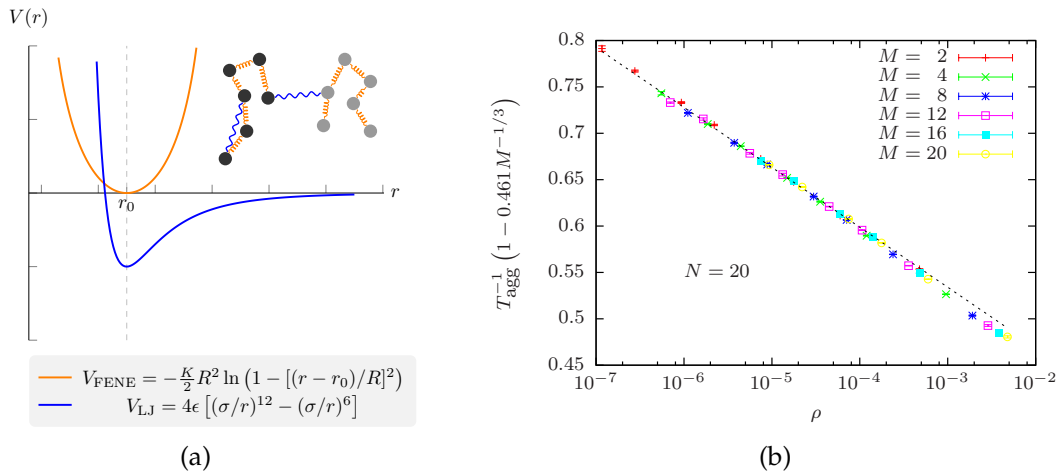 V(r)
r
r₀
V_FENE = −K/2 R² ln (1 − [(r − r₀)/R]²)
V_LJ = 4ϵ [(σ/r)¹² − (σ/r)⁶]
(a)
T_agg⁻¹ (1 − 0.461M⁻¹/³)
0.8
0.75
0.7
0.65
0.6
0.55
0.5
0.45
10⁻⁷
10⁻⁶
10⁻⁵
10⁻⁴
10⁻³
10⁻²
ρ
N = 20
M = 2
M = 4
M = 8
M = 12
M = 16
M = 20
(b)